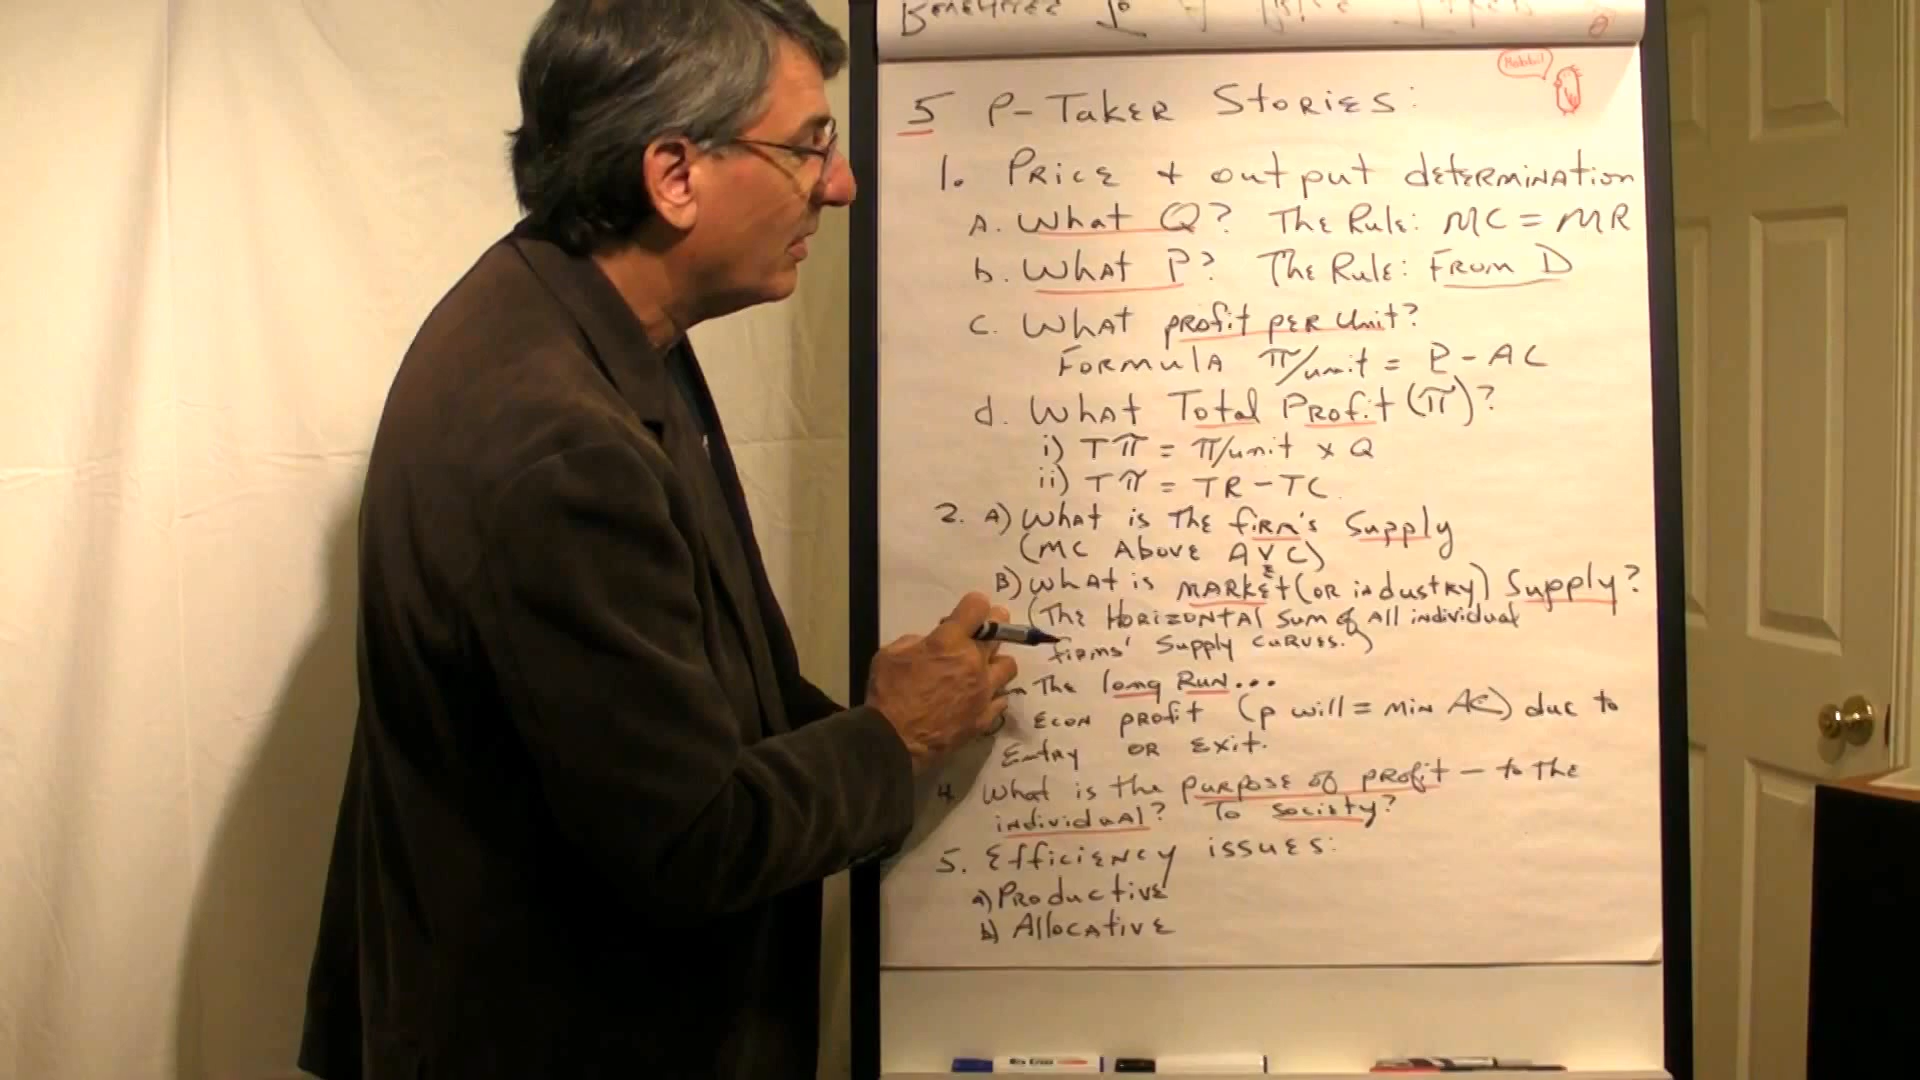 5 P-Taker Stories:
1. Price + output determination
A. What Q? The Rule: MC = MR
b. What P? The Rule: From D
c. What profit per unit?
Formula π/unit = P - AC
d. What Total Profit (π)?
i) Tπ = π/unit x Q
ii) Tπ = TR - TC
2. A) What is the firm's Supply
(MC Above AVC)
B) What is MARKET (or industry) Supply?
(The Horizontal sum of all individual
firms' Supply curves.)
The long Run...
Econ profit (p will = min AC) due to
Entry or exit.
4. What is the purpose of profit - to the
individual? To society?
5. Efficiency issues:
a) Productive
b) Allocative